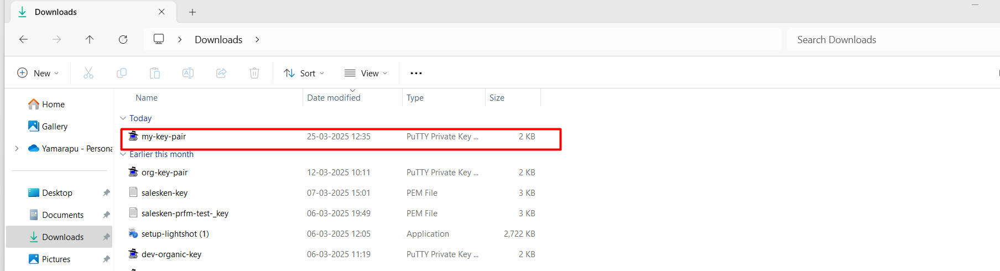 Downloads
Downloads
Search Downloads
New
Sort
View
Name Date modified Type Size
Home
Gallery
Yamarapu - Persona
Desktop
Documents
Downloads
Pictures
Today
my-key-pair 25-03-2025 12:35 PuTTY Private Key ... 2 KB
Earlier this month
org-key-pair 12-03-2025 10:11 PuTTY Private Key ... 2 KB
salesken-key 07-03-2025 15:01 PEM File 3 KB
salesken-prfm-test-_key 06-03-2025 19:49 PEM File 3 KB
setup-lightshot (1) 06-03-2025 12:05 Application 2,722 KB
dev-organic-key 06-03-2025 11:19 PuTTY Private Key ... 2 KB